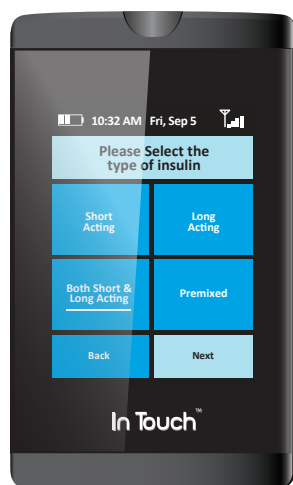 10:32 AM Fri, Sep 5
Please Select the
type of insulin
Short
Acting
Long
Acting
Both Short &
Long Acting
Premixed
Back
Next
In Touch™